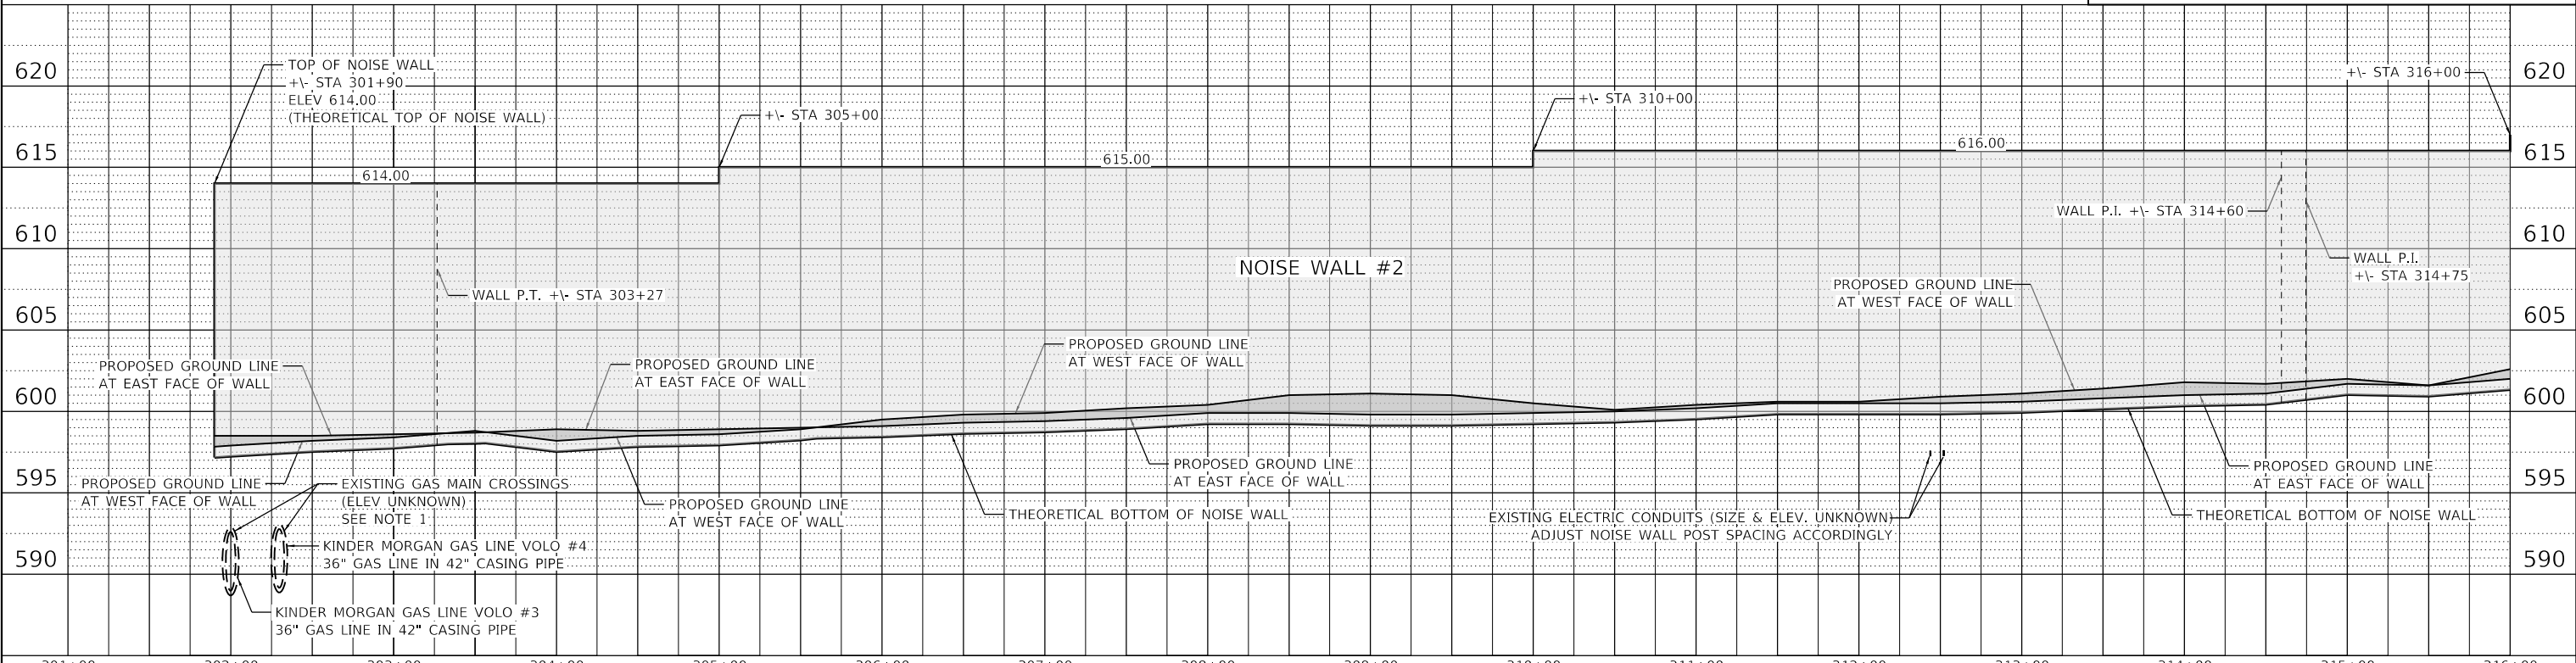 620
620
TOP OF NOISE WALL
+\- STA 301+90
ELEV 614.00
(THEORETICAL TOP OF NOISE WALL)
+\- STA 305+00
+\- STA 310+00
+\- STA 316+00
615
615
614.00
615.00
616.00
610
610
NOISE WALL #2
WALL P.T. +\- STA 303+27
WALL P.I. +\- STA 314+60
WALL P.I.
+\- STA 314+75
605
605
PROPOSED GROUND LINE
AT EAST FACE OF WALL
PROPOSED GROUND LINE
AT EAST FACE OF WALL
PROPOSED GROUND LINE
AT WEST FACE OF WALL
PROPOSED GROUND LINE
AT WEST FACE OF WALL
600
600
595
595
PROPOSED GROUND LINE
AT WEST FACE OF WALL
EXISTING GAS MAIN CROSSINGS
(ELEV UNKNOWN)
SEE NOTE 1
PROPOSED GROUND LINE
AT WEST FACE OF WALL
THEORETICAL BOTTOM OF NOISE WALL
PROPOSED GROUND LINE
AT EAST FACE OF WALL
EXISTING ELECTRIC CONDUITS (SIZE & ELEV. UNKNOWN)
ADJUST NOISE WALL POST SPACING ACCORDINGLY
PROPOSED GROUND LINE
AT EAST FACE OF WALL
THEORETICAL BOTTOM OF NOISE WALL
590
590
KINDER MORGAN GAS LINE VOLO #4
36" GAS LINE IN 42" CASING PIPE
KINDER MORGAN GAS LINE VOLO #3
36" GAS LINE IN 42" CASING PIPE